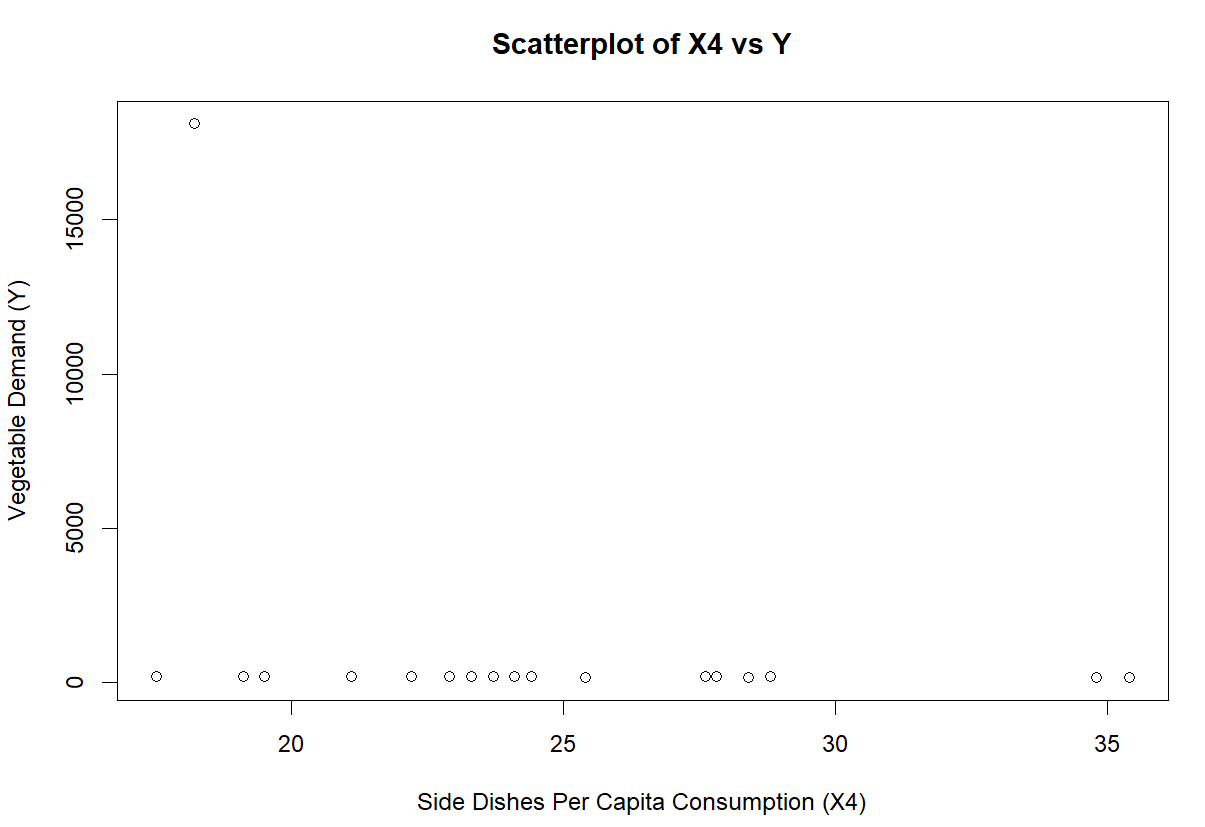 Scatterplot of X4 vs Y
Vegetable Demand (Y)
15000
10000
5000
0
20 25 30 35
Side Dishes Per Capita Consumption (X4)